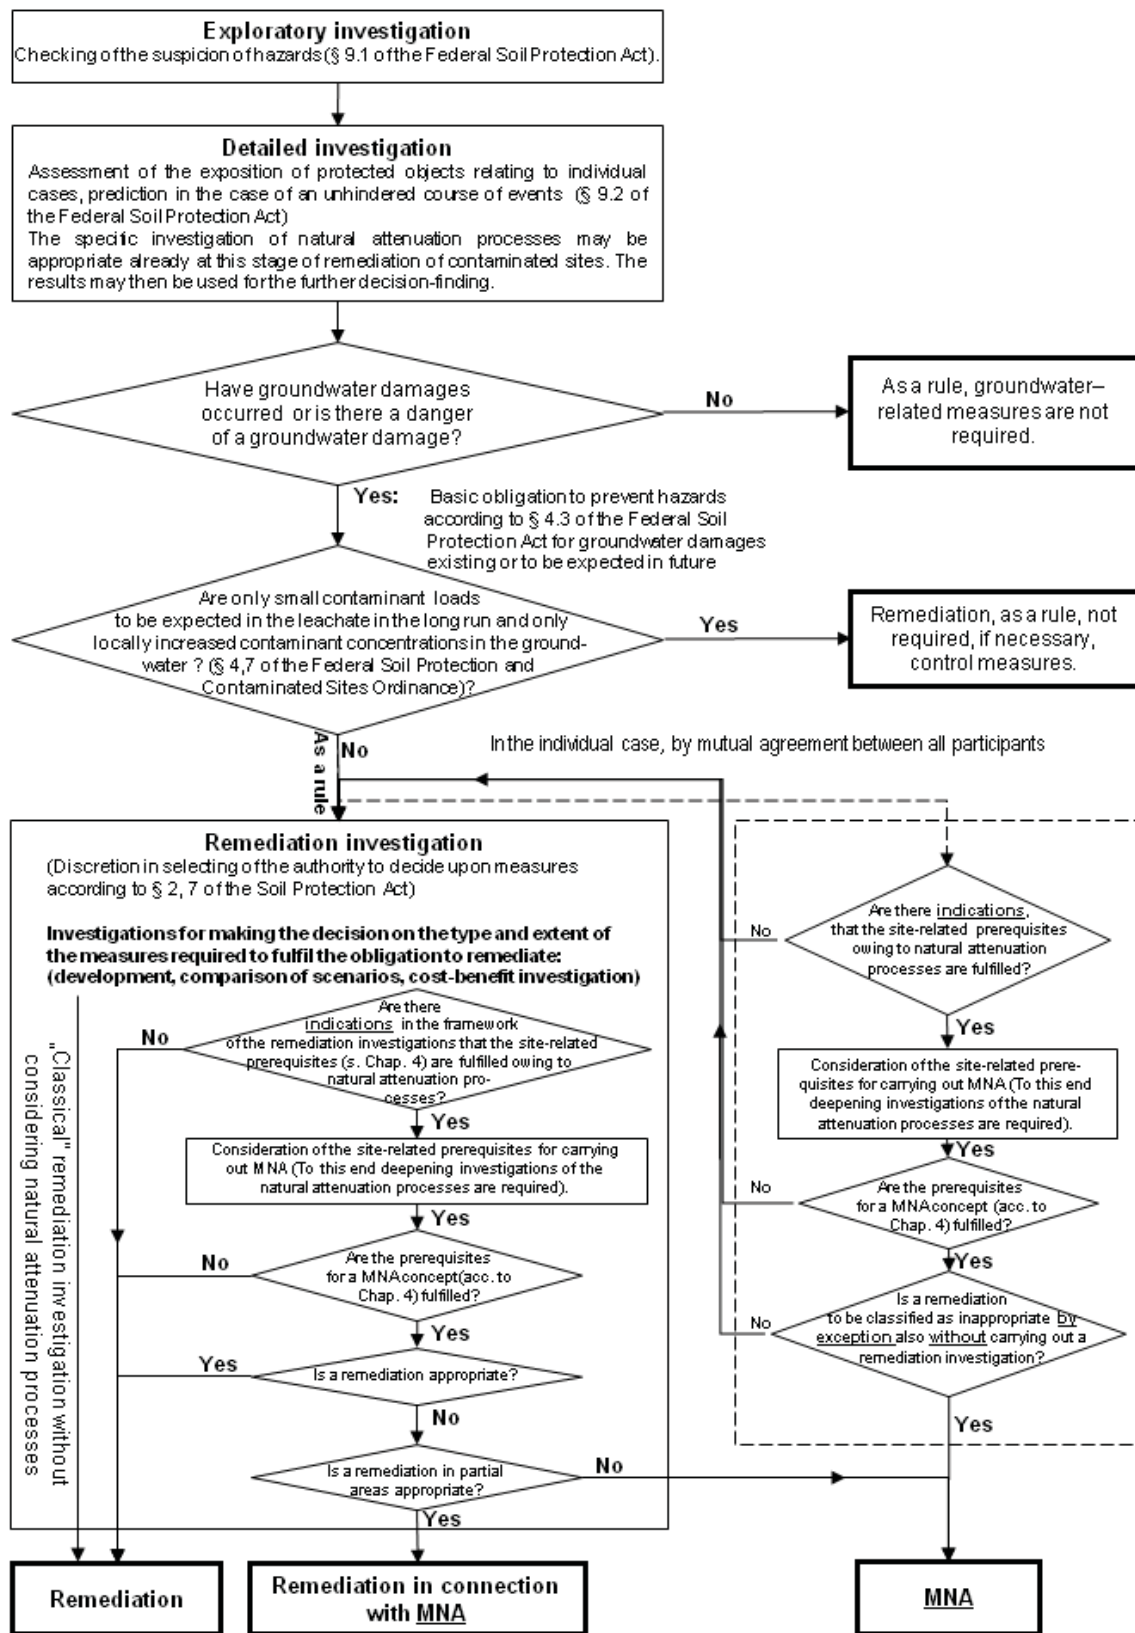 Exploratory investigation
Checking of the suspicion of hazards (§ 9.1 of the Federal Soil Protection Act).
Detailed investigation
Assessment of the exposition of protected objects relating to individual
cases, prediction in the case of an unhindered course of events (§ 9.2 of
the Federal Soil Protection Act)
The specific investigation of natural attenuation processes may be
appropriate already at this stage of remediation of contaminated sites. The
results may then be used for the further decision-finding.
Have groundwater damages
occurred or is there a danger
of a groundwater damage?
No
As a rule, groundwater–
related measures are not
required.
Yes:
Basic obligation to prevent hazards
according to § 4.3 of the Federal Soil
Protection Act for groundwater damages
existing or to be expected in future
Are only small contaminant loads
to be expected in the leachate in the long run and only
locally increased contaminant concentrations in the ground-
water ? (§ 4,7 of the Federal Soil Protection and
Contaminated Sites Ordinance)?
Yes
Remediation, as a rule, not
required, if necessary,
control measures.
As a rule
No
In the individual case, by mutual agreement between all participants
Remediation investigation
(Discretion in selecting of the authority to decide upon measures
according to § 2, 7 of the Soil Protection Act)
Investigations for making the decision on the type and extent of
the measures required to fulfil the obligation to remediate:
(development, comparison of scenarios, cost-benefit investigation)
Are there
indications in the framework
of the remediation investigations that the site-related
prerequisites (s. Chap. 4) are fulfilled owing to
natural attenuation pro-
cesses?
No
Yes
Consideration of the site-related prerequisites for carrying
out MNA (To this end deepening investigations of the
natural attenuation processes are required).
Yes
Are the prerequisites
for a MNA concept (acc. to
Chap. 4) fulfilled?
No
Yes
Is a remediation appropriate?
Yes
No
Is a remediation in partial
areas appropriate?
No
Yes
„Classical" remediation investigation without
considering natural attenuation processes
Are there indications,
that the site-related prerequisites
owing to natural attenuation
processes are fulfilled?
No
Yes
Consideration of the site-related prere-
quisites for carrying out MNA (To this end
deepening investigations of the natural
attenuation processes are required).
Yes
Are the prerequisites
for a MNA concept (acc. to
Chap. 4) fulfilled?
No
Yes
Is a remediation
to be classified as inappropriate by
exception also without carrying out a
remediation investigation?
No
Yes
Remediation
Remediation in connection
with MNA
MNA